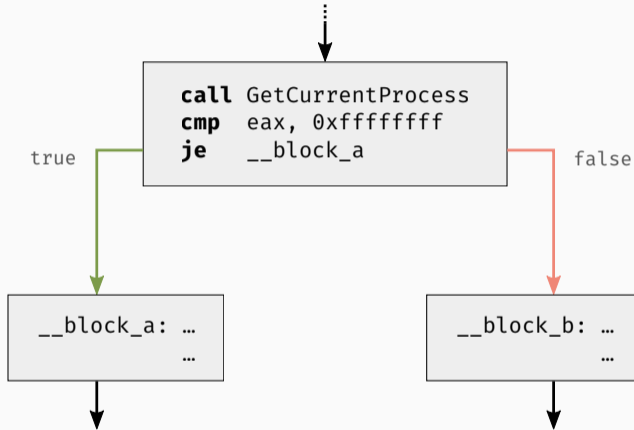 call GetCurrentProcess
cmp eax, 0xffffffff
je __block_a
true
false
__block_a: …
…
__block_b: …
…